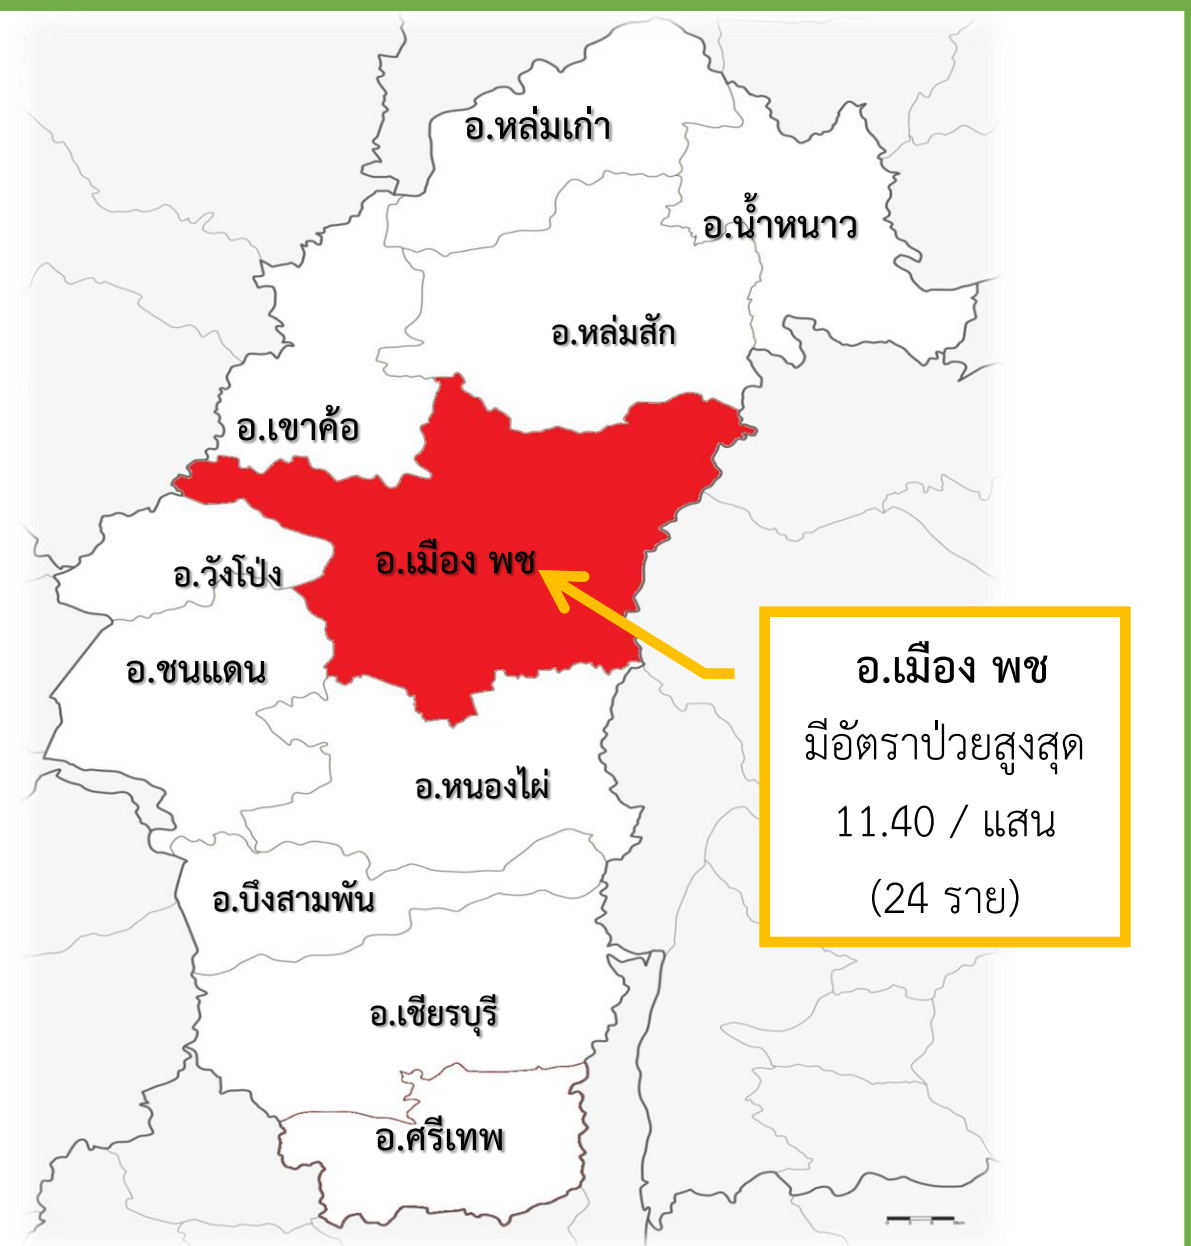 อ.หล่มเก่า
อ.น้ำหนาว
อ.หล่มสัก
อ.เขาค้อ
อ.เมือง พช
อ.วังโป่ง
อ.ชนแดน
อ.เมือง พช
มีอัตราป่วยสูงสุด
11.40 / แสน
(24 ราย)
อ.หนองไผ่
อ.บึงสามพัน
อ.เชียรบุรี
อ.ศรีเทพ